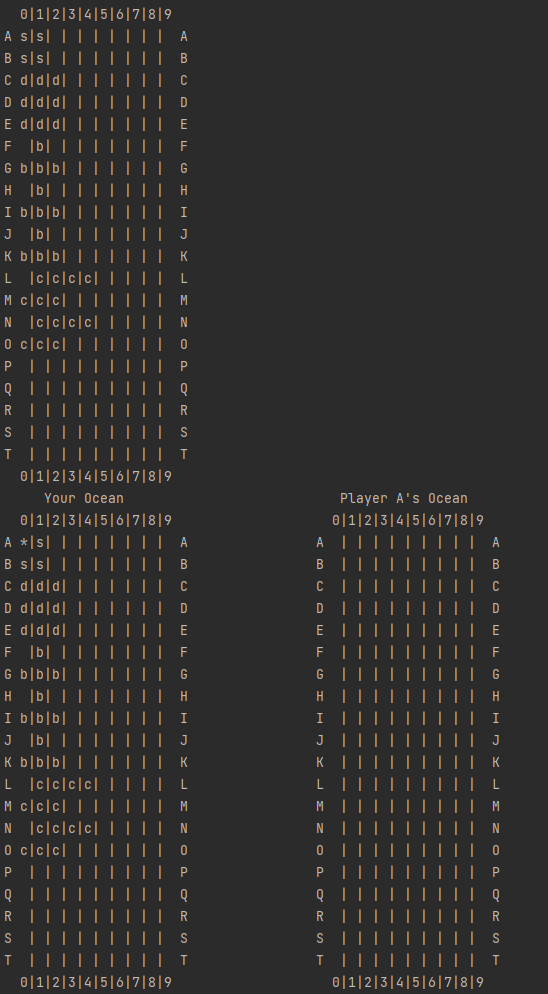 0|1|2|3|4|5|6|7|8|9
A s|s| | | | | | | |  A
B s|s| | | | | | | |  B
C d|d|d| | | | | | |  C
D d|d|d| | | | | | |  D
E d|d|d| | | | | | |  E
F  |b| | | | | | | |  F
G b|b|b| | | | | | |  G
H  |b| | | | | | | |  H
I b|b|b| | | | | | |  I
J  |b| | | | | | | |  J
K b|b|b| | | | | | |  K
L  |c|c|c|c| | | | |  L
M c|c|c| | | | | | |  M
N  |c|c|c|c| | | | |  N
O c|c|c| | | | | | |  O
P  | | | | | | | | |  P
Q  | | | | | | | | |  Q
R  | | | | | | | | |  R
S  | | | | | | | | |  S
T  | | | | | | | | |  T
  0|1|2|3|4|5|6|7|8|9
     Your Ocean                           Player A's Ocean
  0|1|2|3|4|5|6|7|8|9                    0|1|2|3|4|5|6|7|8|9
A *|s| | | | | | | |  A                A  | | | | | | | | |  A
B s|s| | | | | | | |  B                B  | | | | | | | | |  B
C d|d|d| | | | | | |  C                C  | | | | | | | | |  C
D d|d|d| | | | | | |  D                D  | | | | | | | | |  D
E d|d|d| | | | | | |  E                E  | | | | | | | | |  E
F  |b| | | | | | | |  F                F  | | | | | | | | |  F
G b|b|b| | | | | | |  G                G  | | | | | | | | |  G
H  |b| | | | | | | |  H                H  | | | | | | | | |  H
I b|b|b| | | | | | |  I                I  | | | | | | | | |  I
J  |b| | | | | | | |  J                J  | | | | | | | | |  J
K b|b|b| | | | | | |  K                K  | | | | | | | | |  K
L  |c|c|c|c| | | | |  L                L  | | | | | | | | |  L
M c|c|c| | | | | | |  M                M  | | | | | | | | |  M
N  |c|c|c|c| | | | |  N                N  | | | | | | | | |  N
O c|c|c| | | | | | |  O                O  | | | | | | | | |  O
P  | | | | | | | | |  P                P  | | | | | | | | |  P
Q  | | | | | | | | |  Q                Q  | | | | | | | | |  Q
R  | | | | | | | | |  R                R  | | | | | | | | |  R
S  | | | | | | | | |  S                S  | | | | | | | | |  S
T  | | | | | | | | |  T                T  | | | | | | | | |  T
  0|1|2|3|4|5|6|7|8|9                    0|1|2|3|4|5|6|7|8|9